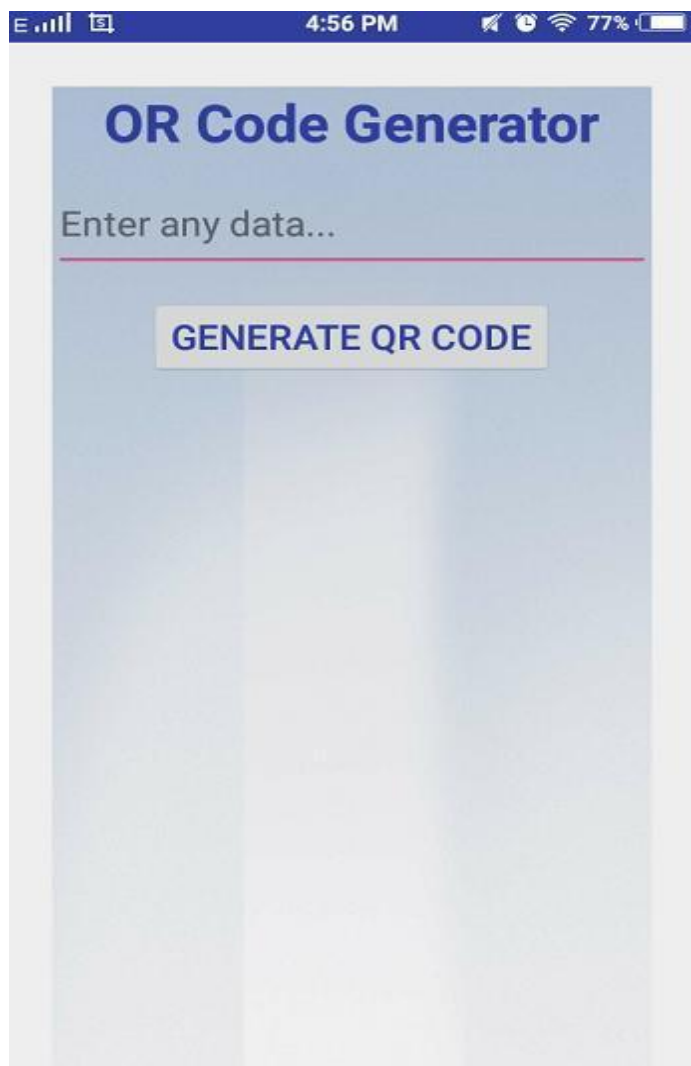 E 4:56 PM 77%
OR Code Generator
Enter any data...
GENERATE QR CODE